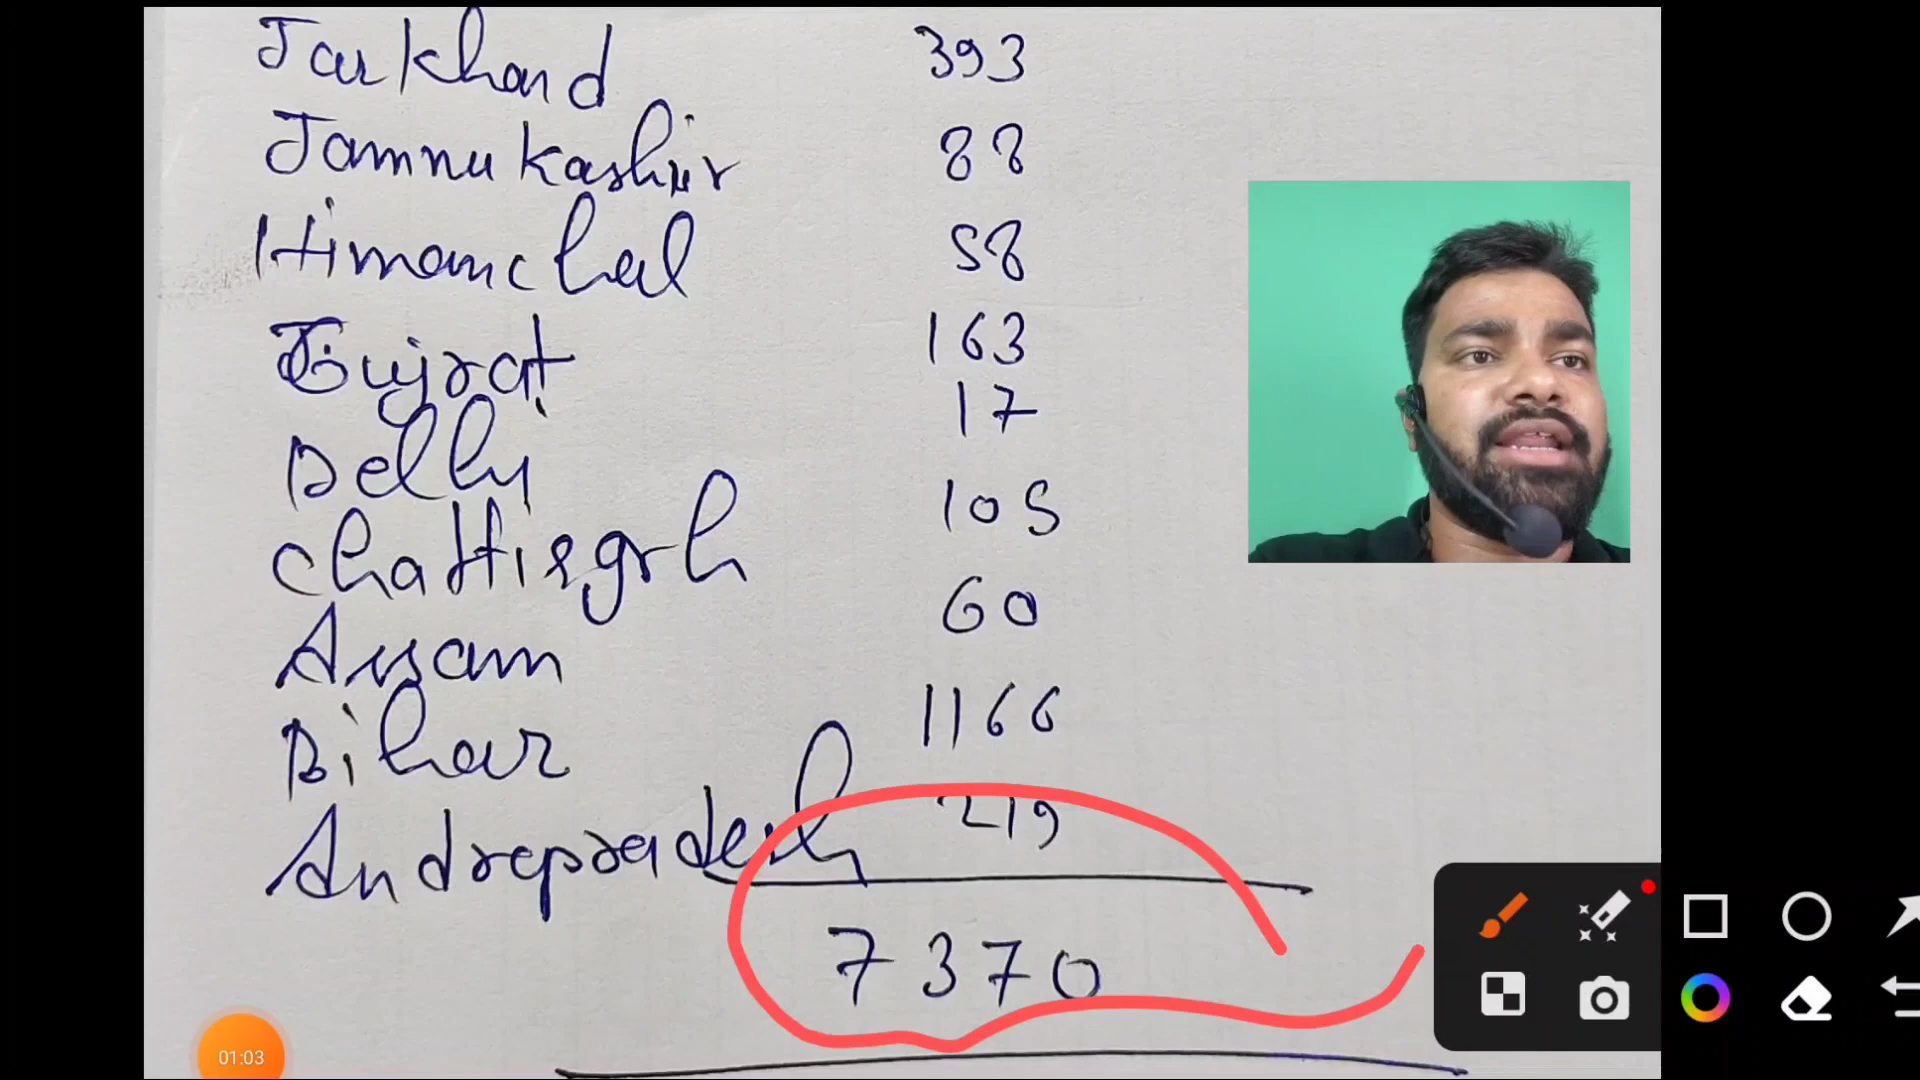 Jarkhand 393
Jammu Kashir 88
Himanchal 58
Gujrat 163
Delhi 17
Chattisgrh 105
Assam 60
Bihar 1166
Andrapradesh 219
7370
01:03